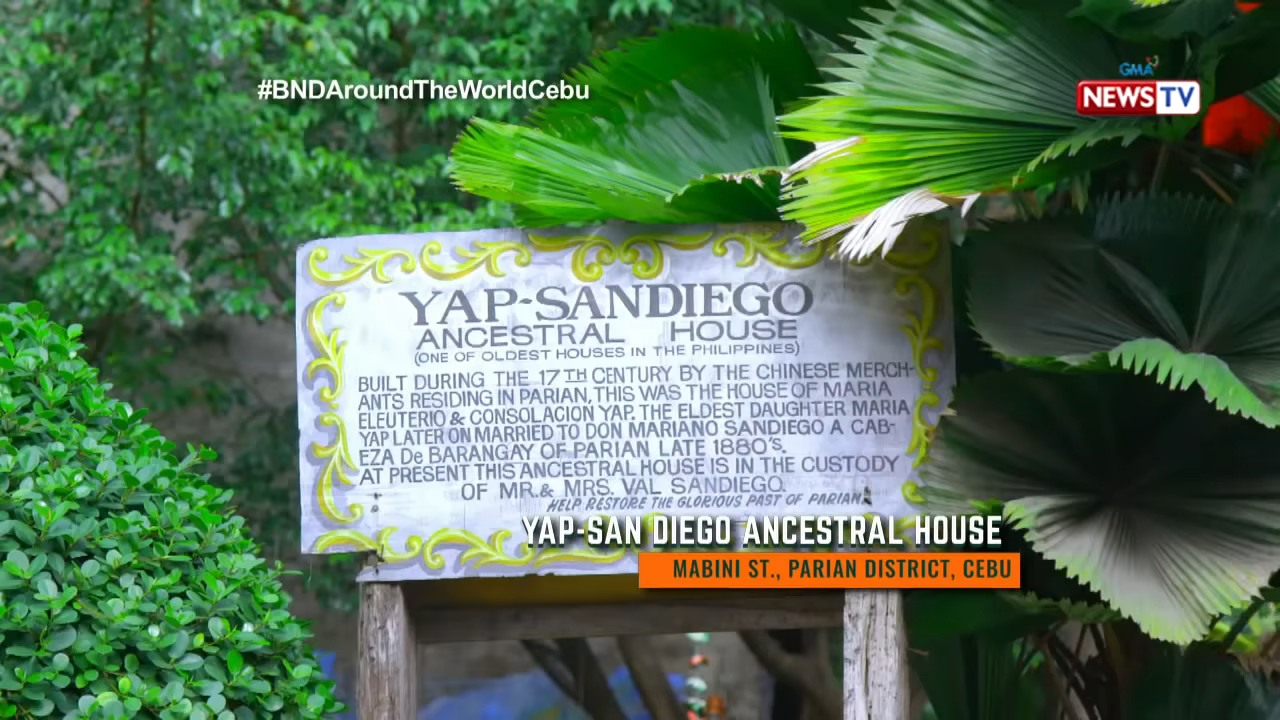 #BNDAroundTheWorldCebu
GMA
NEWSTV
YAP-SANDIEGO
ANCESTRAL HOUSE
(ONE OF OLDEST HOUSES IN THE PHILIPPINES)
BUILT DURING THE 17TH CENTURY BY THE CHINESE MERCH-
ANTS RESIDING IN PARIAN, THIS WAS THE HOUSE OF MARIA
ELEUTERIO & CONSOLACION YAP. THE ELDEST DAUGHTER MARIA
YAP LATER ON MARRIED TO DON MARIANO SANDIEGO A CAB-
EZA De BARANGAY OF PARIAN LATE 1880'S.
AT PRESENT THIS ANCESTRAL HOUSE IS IN THE CUSTODY
OF MR.& MRS. VAL SANDIEGO.
HELP RESTORE THE GLORIOUS PAST OF PARIAN
YAP-SAN DIEGO ANCESTRAL HOUSE
MABINI ST., PARIAN DISTRICT, CEBU